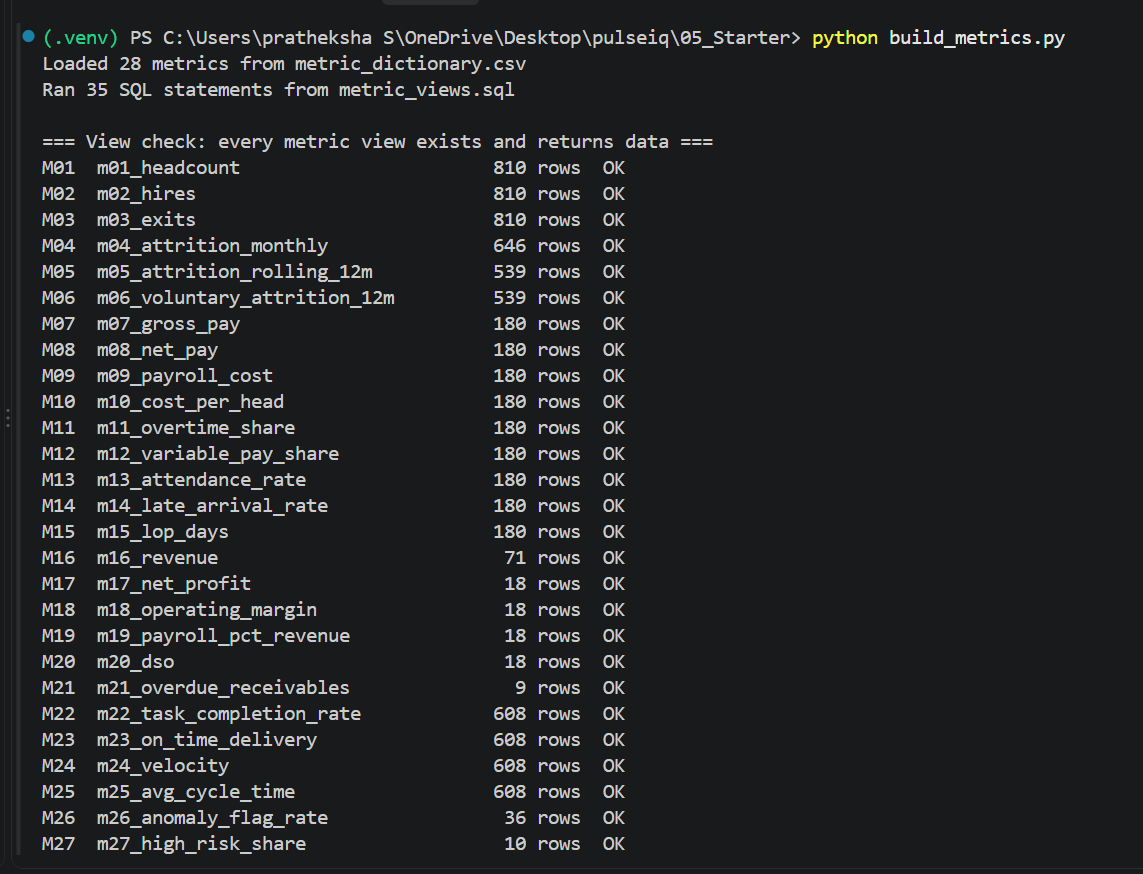 (.venv) PS C:\Users\pratheksha S\OneDrive\Desktop\pulseiq\05_Starter> python build_metrics.py
Loaded 28 metrics from metric_dictionary.csv
Ran 35 SQL statements from metric_views.sql

=== View check: every metric view exists and returns data ===
M01  m01_headcount                       810 rows  OK
M02  m02_hires                           810 rows  OK
M03  m03_exits                           810 rows  OK
M04  m04_attrition_monthly               646 rows  OK
M05  m05_attrition_rolling_12m           539 rows  OK
M06  m06_voluntary_attrition_12m         539 rows  OK
M07  m07_gross_pay                       180 rows  OK
M08  m08_net_pay                         180 rows  OK
M09  m09_payroll_cost                    180 rows  OK
M10  m10_cost_per_head                   180 rows  OK
M11  m11_overtime_share                  180 rows  OK
M12  m12_variable_pay_share              180 rows  OK
M13  m13_attendance_rate                 180 rows  OK
M14  m14_late_arrival_rate               180 rows  OK
M15  m15_lop_days                        180 rows  OK
M16  m16_revenue                          71 rows  OK
M17  m17_net_profit                       18 rows  OK
M18  m18_operating_margin                 18 rows  OK
M19  m19_payroll_pct_revenue              18 rows  OK
M20  m20_dso                              18 rows  OK
M21  m21_overdue_receivables               9 rows  OK
M22  m22_task_completion_rate            608 rows  OK
M23  m23_on_time_delivery                608 rows  OK
M24  m24_velocity                        608 rows  OK
M25  m25_avg_cycle_time                  608 rows  OK
M26  m26_anomaly_flag_rate                36 rows  OK
M27  m27_high_risk_share                  10 rows  OK